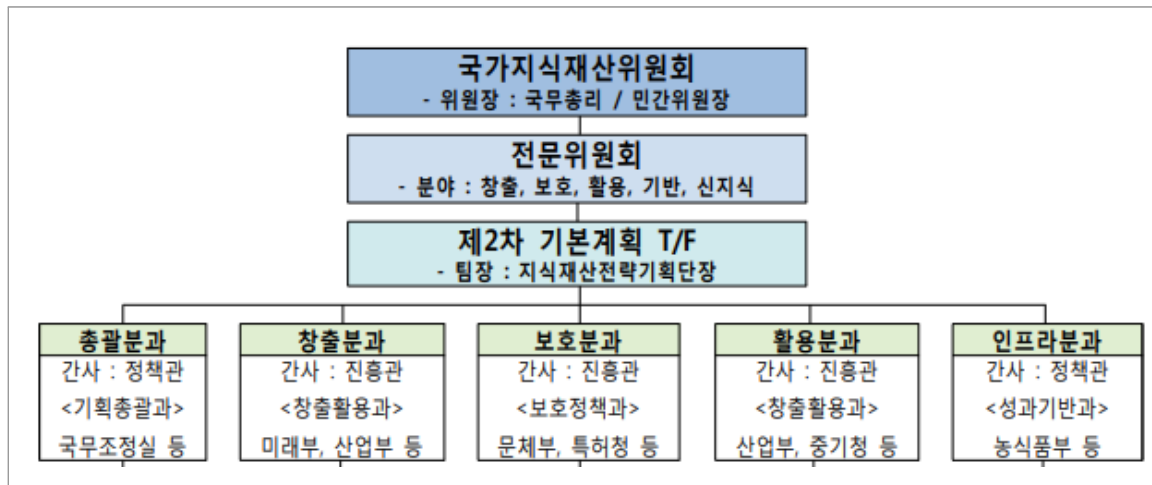 국가지식재산위원회
- 위원장 : 국무총리 / 민간위원장
전문위원회
- 분야 : 창출, 보호, 활용, 기반, 신지식
제2차 기본계획 T/F
- 팀장 : 지식재산전략기획단장
총괄분과
간사 : 정책관
<기획총괄과>
국무조정실 등
창출분과
간사 : 진흥관
<창출활용과>
미래부, 산업부 등
보호분과
간사 : 진흥관
<보호정책과>
문체부, 특허청 등
활용분과
간사 : 진흥관
<창출활용과>
산업부, 중기청 등
인프라분과
간사 : 정책관
<성과기반과>
농식품부 등